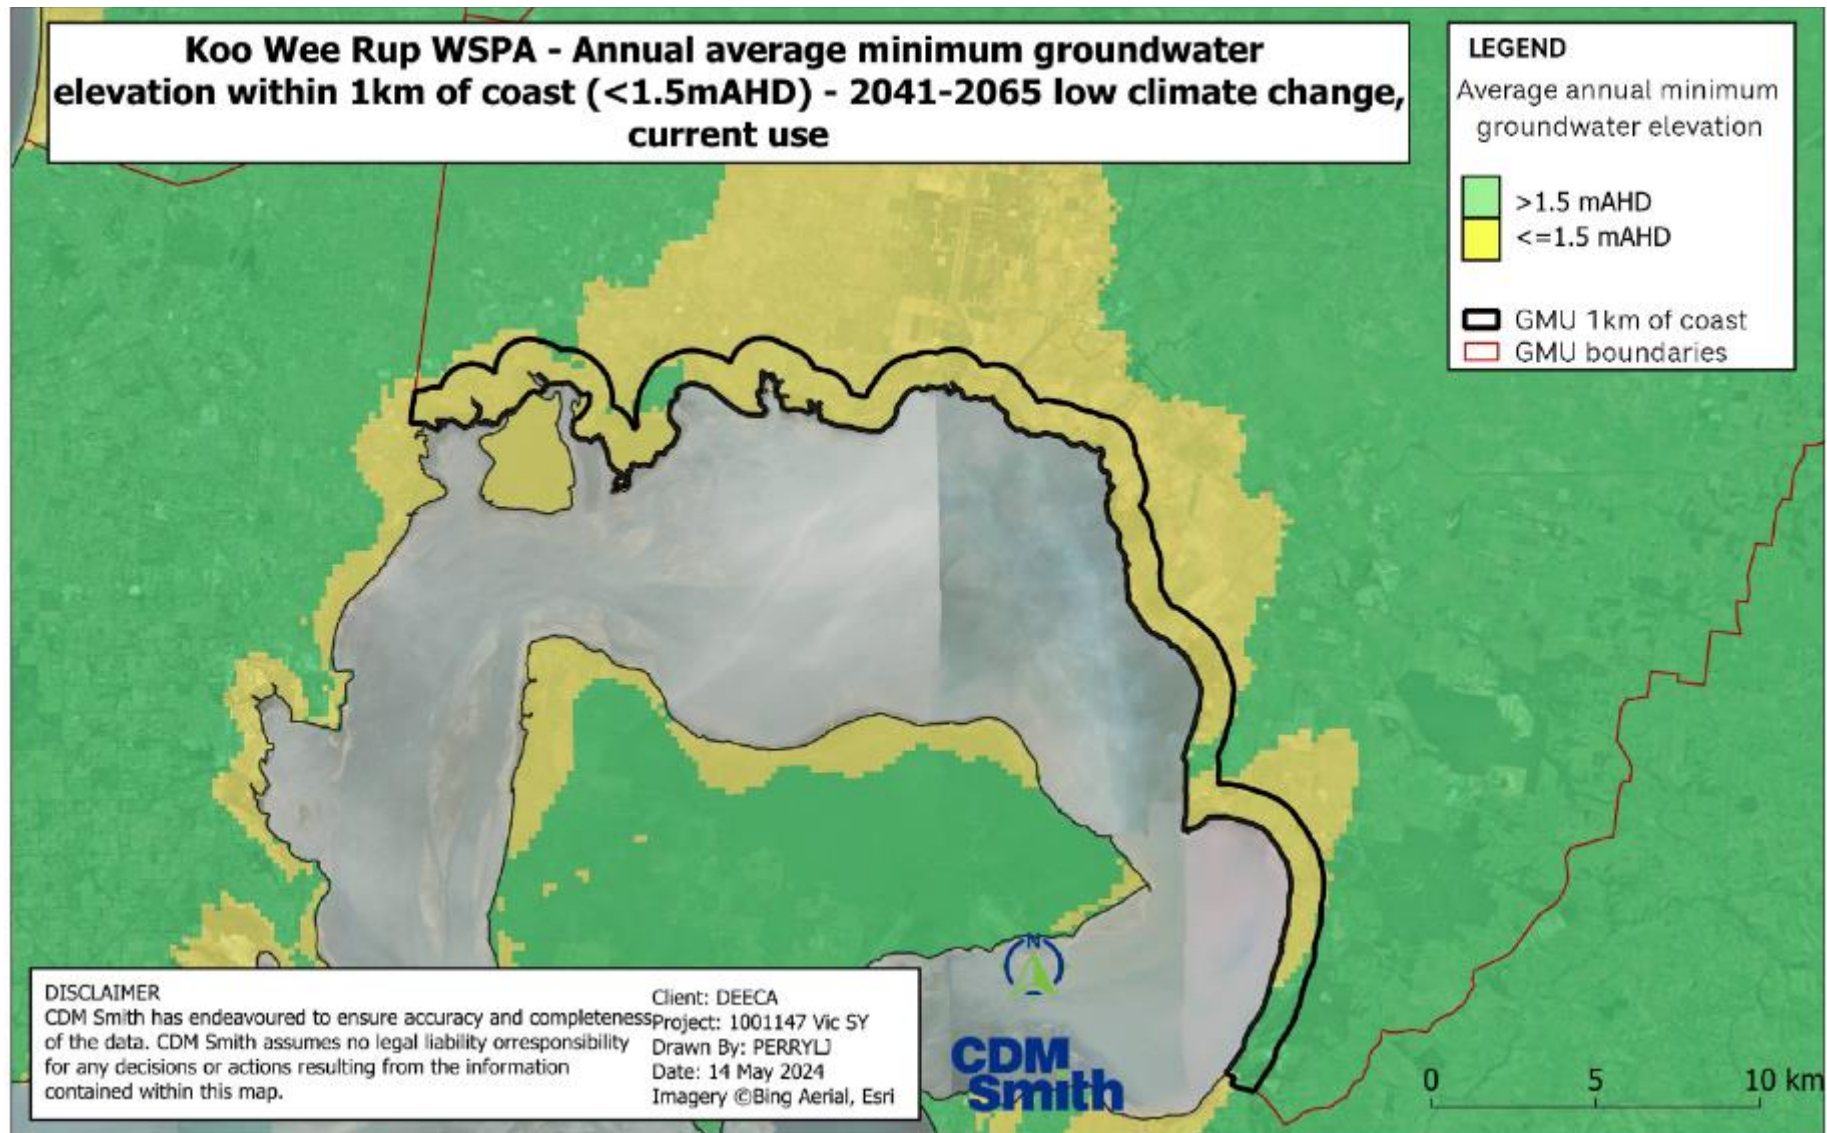 Koo Wee Rup WSPA - Annual average minimum groundwater
elevation within 1km of coast (<1.5mAHD) - 2041-2065 low climate change,
current use
LEGEND
Average annual minimum
groundwater elevation
>1.5 mAHD
<=1.5 mAHD
GMU 1km of coast
GMU boundaries
DISCLAIMER
CDM Smith has endeavoured to ensure accuracy and completeness
of the data. CDM Smith assumes no legal liability orresponsibility
for any decisions or actions resulting from the information
contained within this map.
Client: DEECA
Project: 1001147 Vic SY
Drawn By: PERRYLJ
Date: 14 May 2024
Imagery ©Bing Aerial, Esri
N
CDM
Smith
0 5 10 km